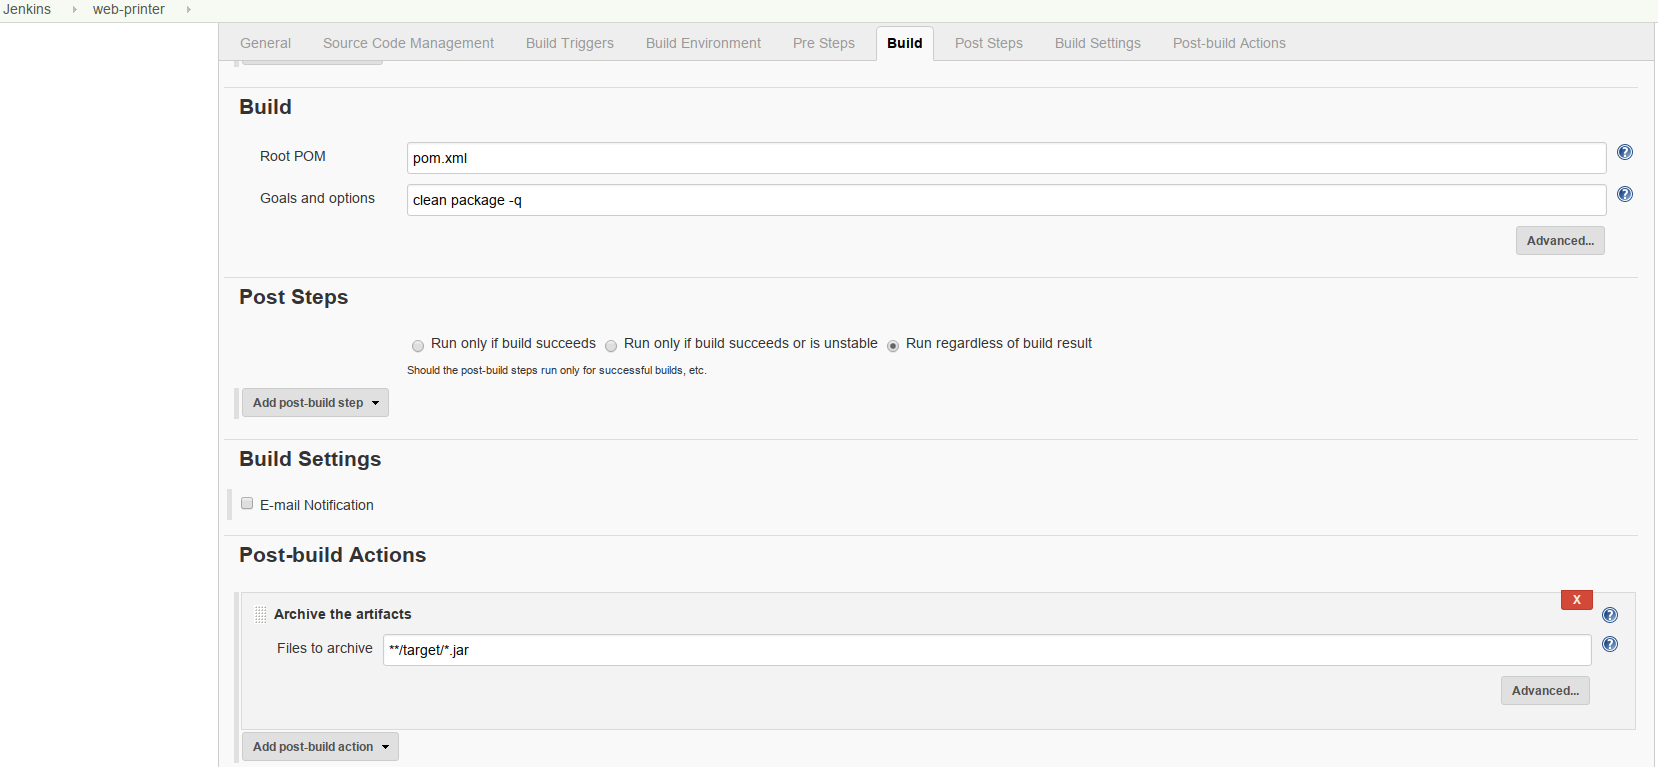 Jenkins web-printer
General Source Code Management Build Triggers Build Environment Pre Steps Build Post Steps Build Settings Post-build Actions
Build
Root POM pom.xml ?
Goals and options clean package -q ?
Advanced...
Post Steps
Run only if build succeeds Run only if build succeeds or is unstable Run regardless of build result
Should the post-build steps run only for successful builds, etc.
Add post-build step
Build Settings
E-mail Notification
Post-build Actions
X
Archive the artifacts ?
Files to archive **/target/*.jar ?
Advanced...
Add post-build action